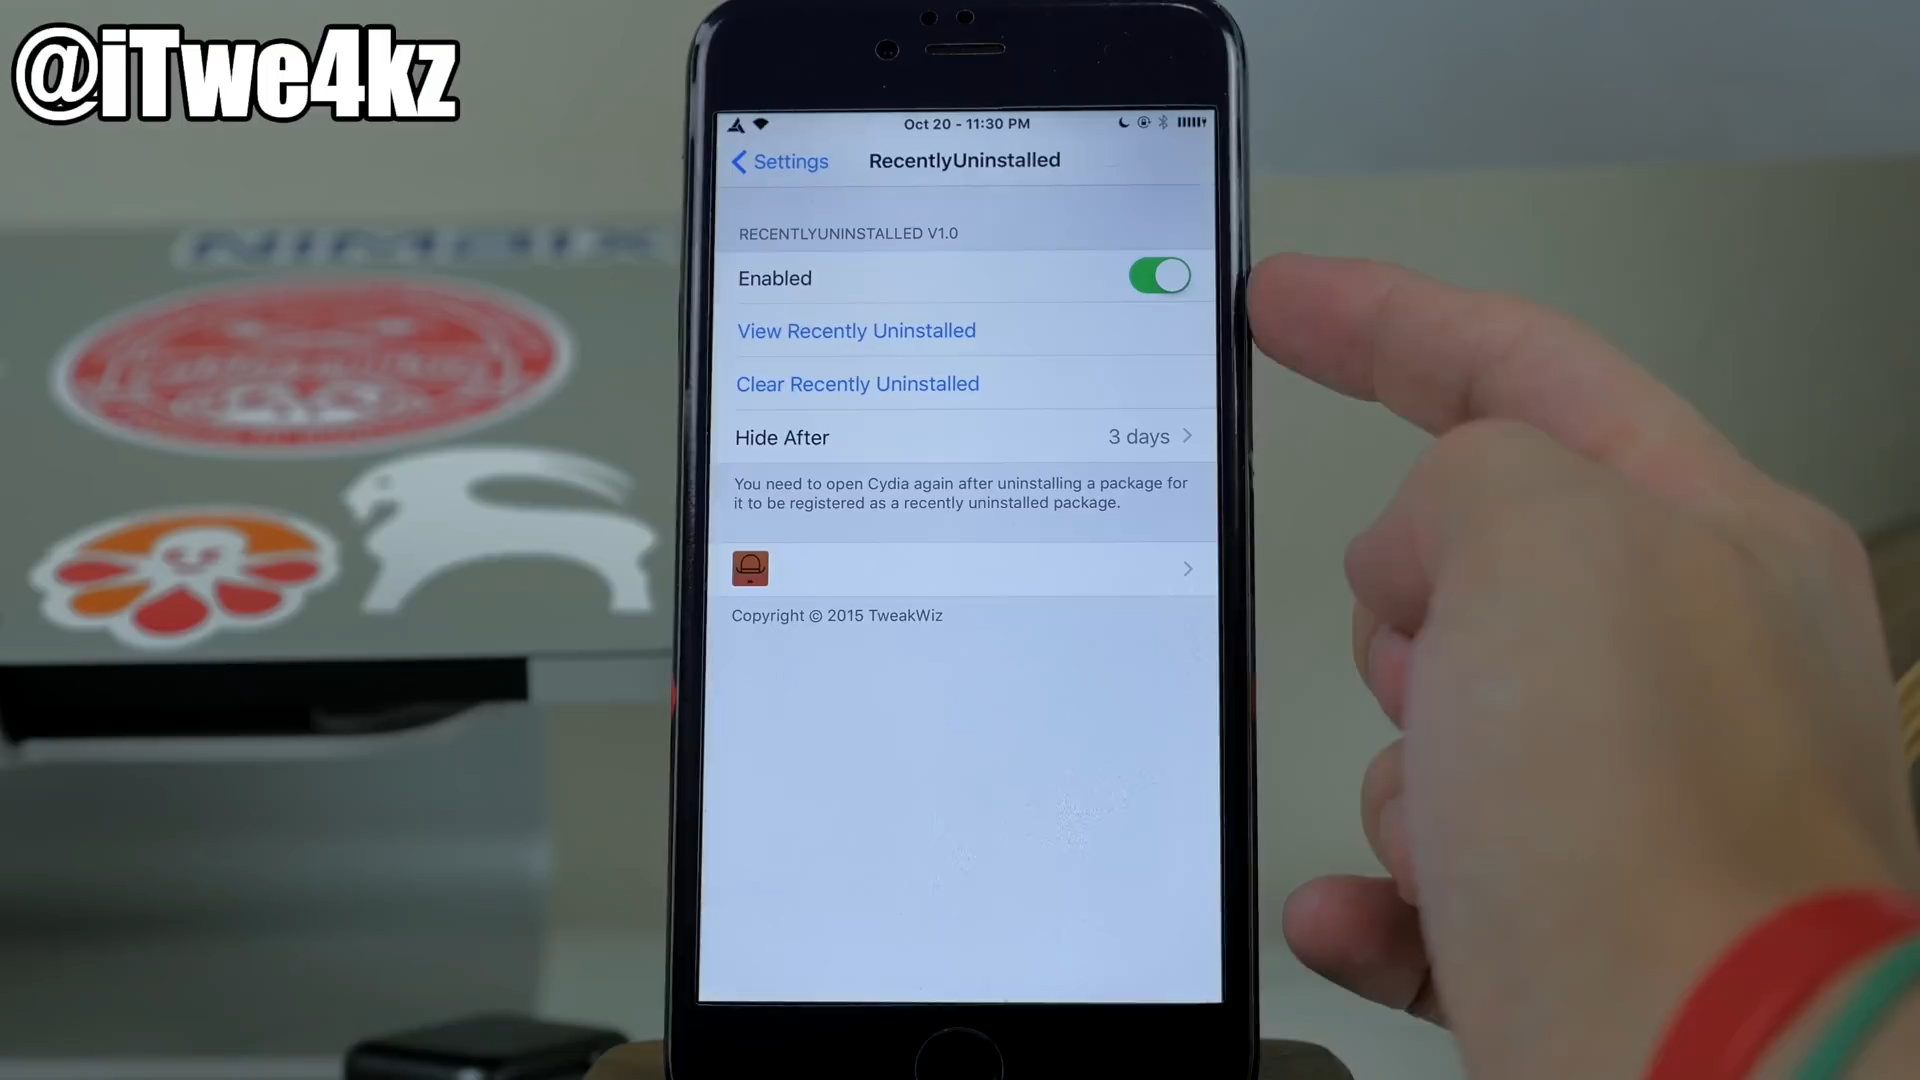 @iTwe4kz
Oct 20 - 11:30 PM
Settings
RecentlyUninstalled
RECENTLYUNINSTALLED V1.0
Enabled
View Recently Uninstalled
Clear Recently Uninstalled
Hide After
3 days
You need to open Cydia again after uninstalling a package for
it to be registered as a recently uninstalled package.
Copyright © 2015 TweakWiz